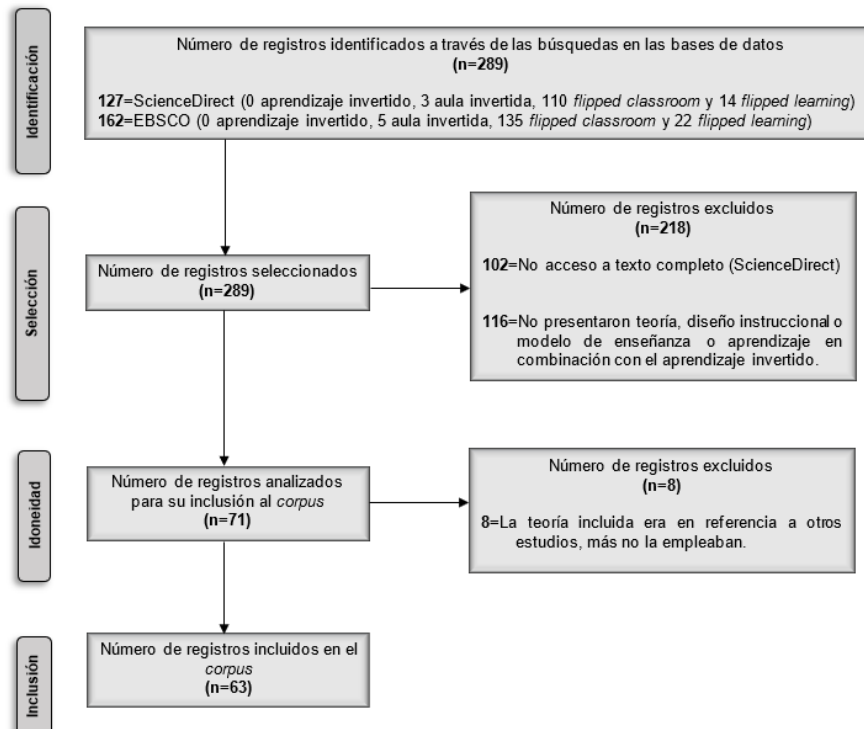 Identificación
Número de registros identificados a través de las búsquedas en las bases de datos
(n=289)
127=ScienceDirect (0 aprendizaje invertido, 3 aula invertida, 110 flipped classroom y 14 flipped learning)
162=EBSCO (0 aprendizaje invertido, 5 aula invertida, 135 flipped classroom y 22 flipped learning)
Selección
Número de registros seleccionados
(n=289)
Número de registros excluidos
(n=218)
102=No acceso a texto completo (ScienceDirect)
116=No presentaron teoría, diseño instruccional o
modelo de enseñanza o aprendizaje en
combinación con el aprendizaje invertido.
Idoneidad
Número de registros analizados
para su inclusión al corpus
(n=71)
Número de registros excluidos
(n=8)
8=La teoría incluida era en referencia a otros
estudios, más no la empleaban.
Inclusión
Número de registros incluidos en el
corpus
(n=63)